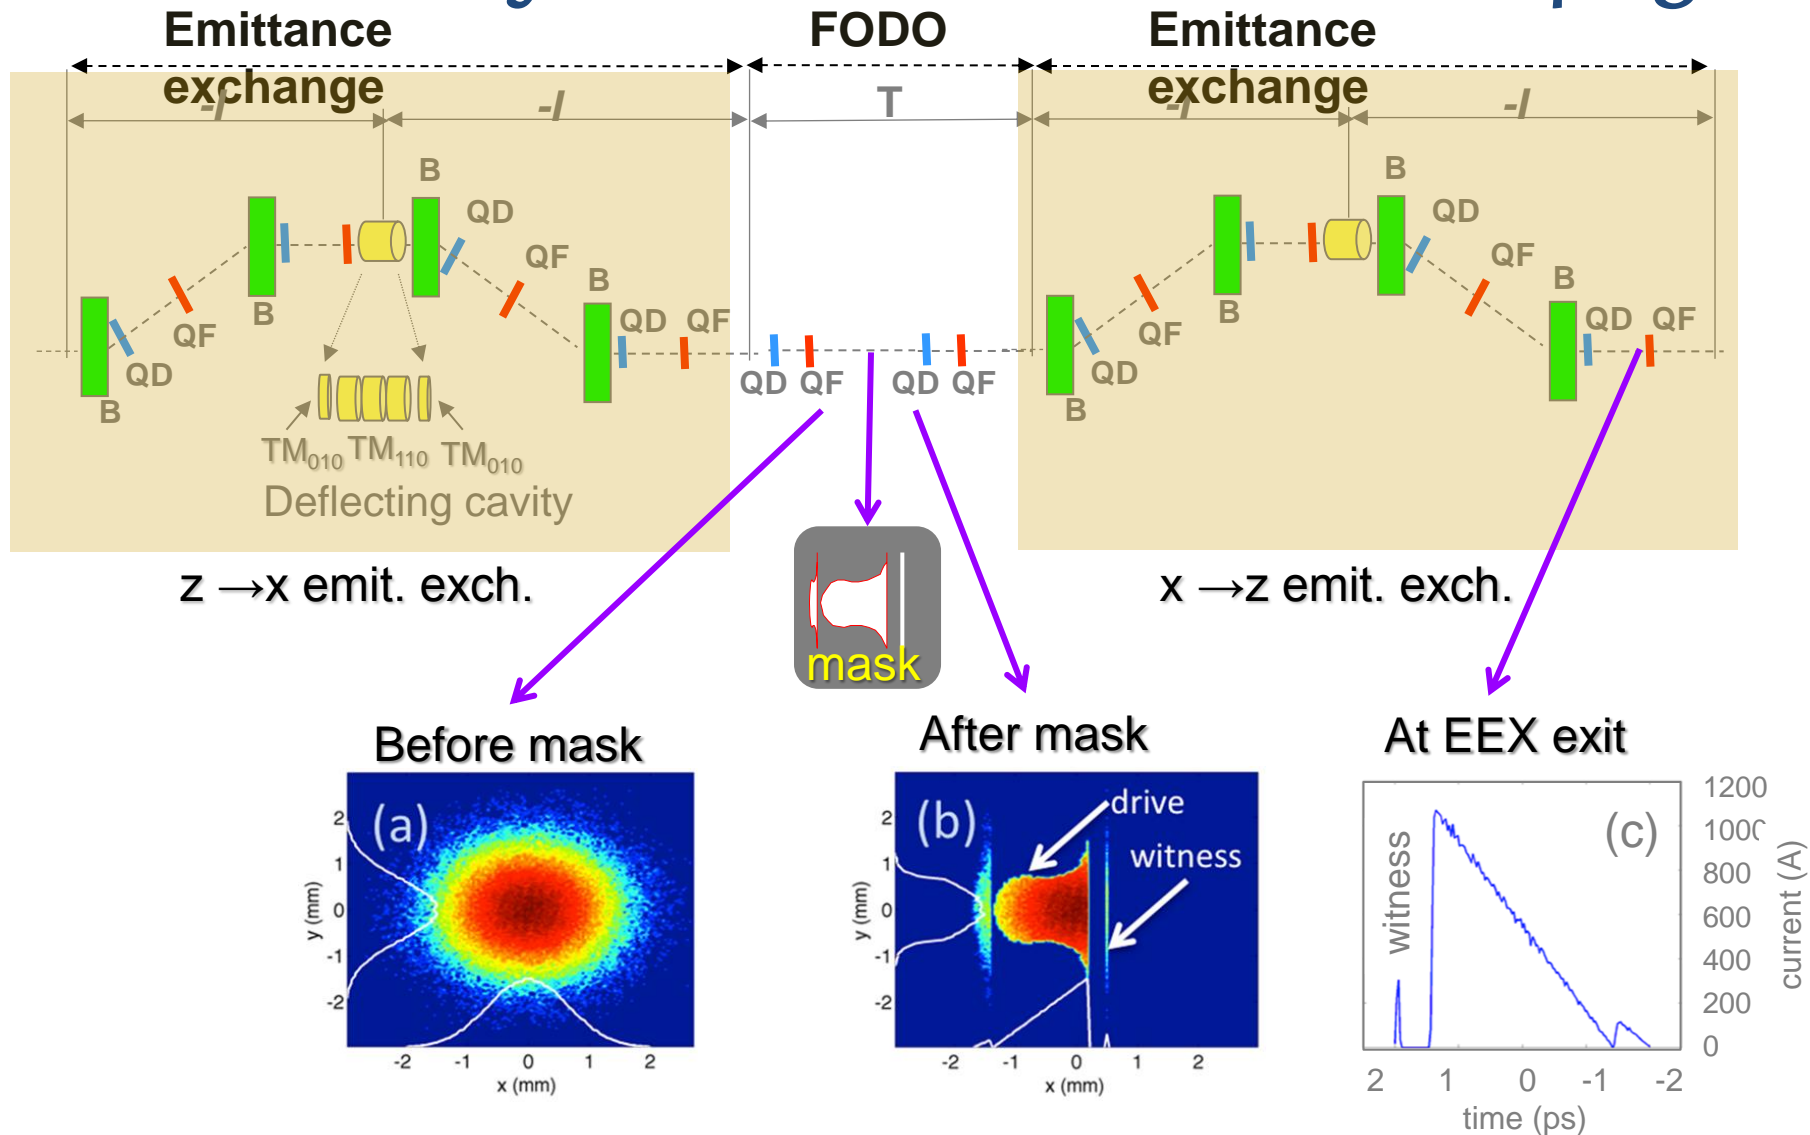 Emittance
exchange
FODO
Emittance
exchange
-I
-I
T
-I
-I
B
QD
QF
B
QF
B
QD
B
QD
QF
B
QD
QF
QD
QF
B
QD
QF
B
QF
B
QD
B
QD
QF
B
TM010
TM110
TM010
Deflecting cavity
z →x emit. exch.
x →z emit. exch.
mask
Before mask
After mask
At EEX exit
(a)
2
1
0
-1
-2
y (mm)
-2
-1
0
1
2
x (mm)
(b)
drive
witness
2
1
0
-1
-2
y (mm)
-2
-1
0
1
2
x (mm)
(c)
witness
1200
1000
800
600
400
200
0
current (A)
2
1
0
-1
-2
time (ps)